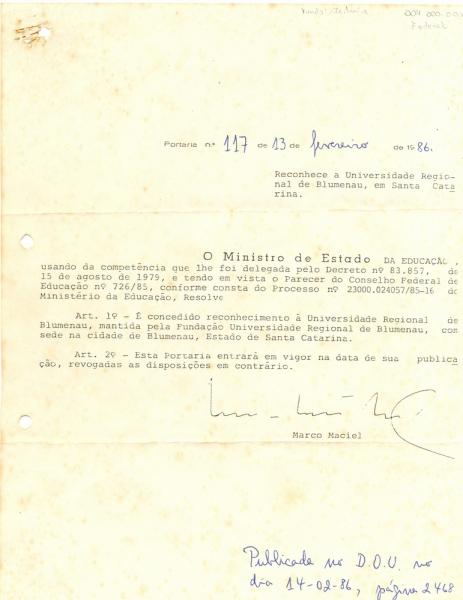 004.000.000
Federal
Portaria n.º 117 de 13 de fevereiro de 1986.
Reconhece a Universidade Regio-
nal de Blumenau, em Santa Cata
rina.
O Ministro de Estado DA EDUCAÇÃO,
usando da competência que lhe foi delegada pelo Decreto nº 83.857, de
15 de agosto de 1979, e tendo em vista o Parecer do Conselho Federal de
Educação nº 726/85, conforme consta do Processo nº 23000.024057/85-16 do
Ministério da Educação, Resolve
Art. 1º - É concedido reconhecimento à Universidade Regional de
Blumenau, mantida pela Fundação Universidade Regional de Blumenau, com
sede na cidade de Blumenau, Estado de Santa Catarina.
Art. 2º - Esta Portaria entrará em vigor na data de sua publica
ção, revogadas as disposições em contrário.
Marco Maciel
Publicada no D.O.U. no
dia 14-02-86, página 2468